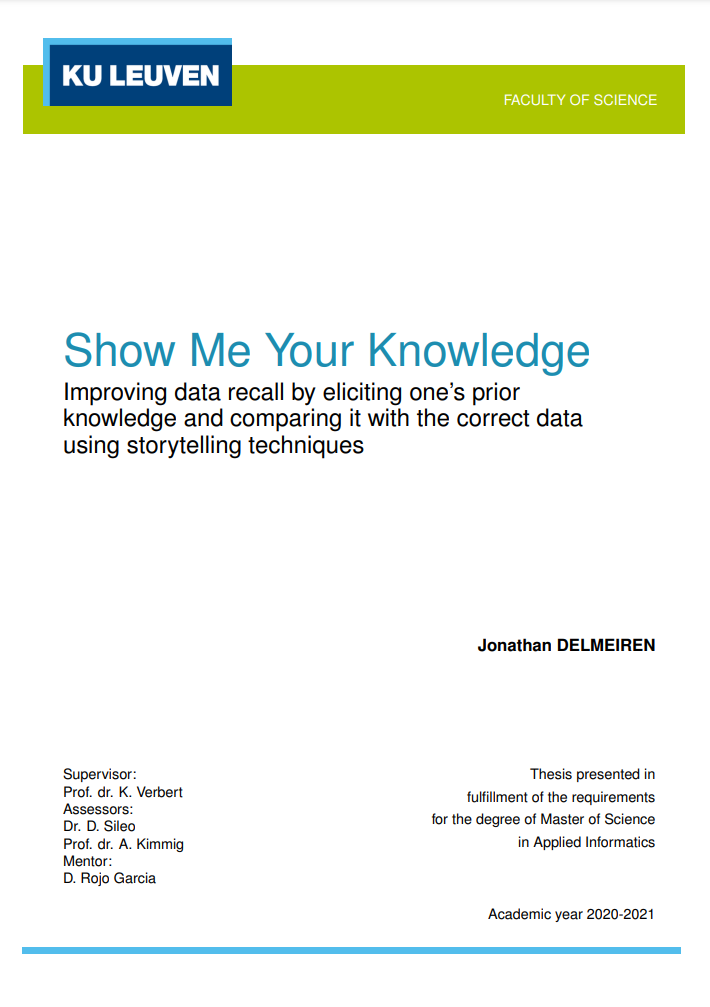 KU LEUVEN
FACULTY OF SCIENCE
Show Me Your Knowledge
Improving data recall by eliciting one’s prior
knowledge and comparing it with the correct data
using storytelling techniques
Jonathan DELMEIREN
Supervisor:
Prof. dr. K. Verbert
Assessors:
Dr. D. Sileo
Prof. dr. A. Kimmig
Mentor:
D. Rojo Garcia
Thesis presented in
fulfillment of the requirements
for the degree of Master of Science
in Applied Informatics
Academic year 2020-2021